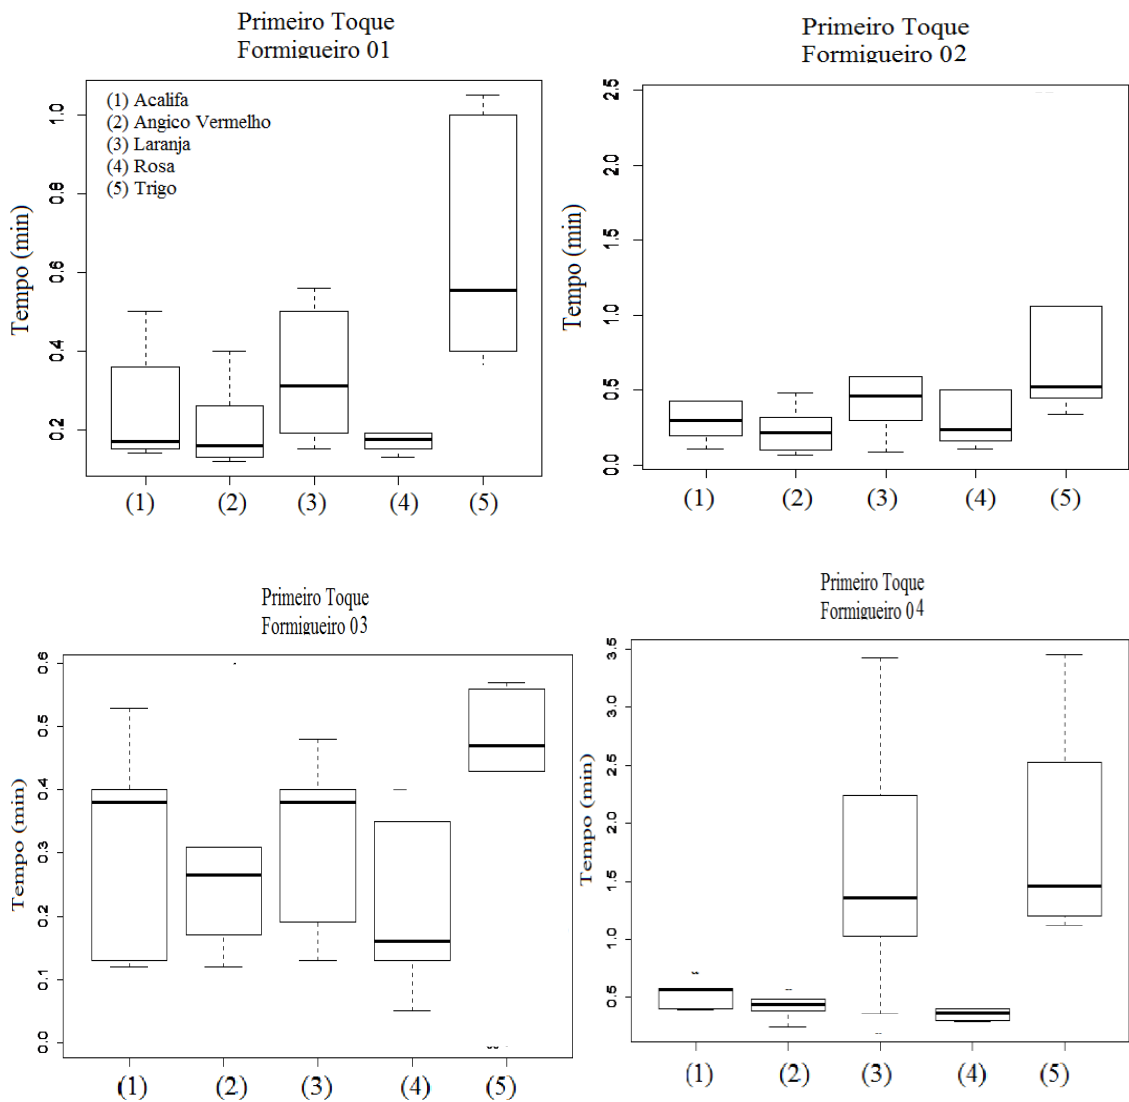 Primeiro Toque
Formigueiro 01
Tempo (min)
1.0
0.8
0.6
0.4
0.2
(1) Acalifa
(2) Angico Vermelho
(3) Laranja
(4) Rosa
(5) Trigo
(1) (2) (3) (4) (5)
Primeiro Toque
Formigueiro 02
Tempo (min)
2.5
2.0
1.5
1.0
0.5
0.0
(1) (2) (3) (4) (5)
Primeiro Toque
Formigueiro 03
Tempo (min)
0.6
0.5
0.4
0.3
0.2
0.1
0.0
(1) (2) (3) (4) (5)
Primeiro Toque
Formigueiro 04
Tempo (min)
3.5
3.0
2.5
2.0
1.5
1.0
0.5
(1) (2) (3) (4) (5)